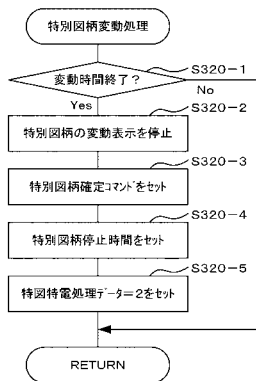 特別図柄変動処理
S320-1
変動時間終了?
No
Yes
S320-2
特別図柄の変動表示を停止
S320-3
特別図柄確定ｺﾏﾝﾄﾞをセット
S320-4
特別図柄停止時間をセット
S320-5
特図特電処理ﾃﾞｰﾀ=2をセット
RETURN